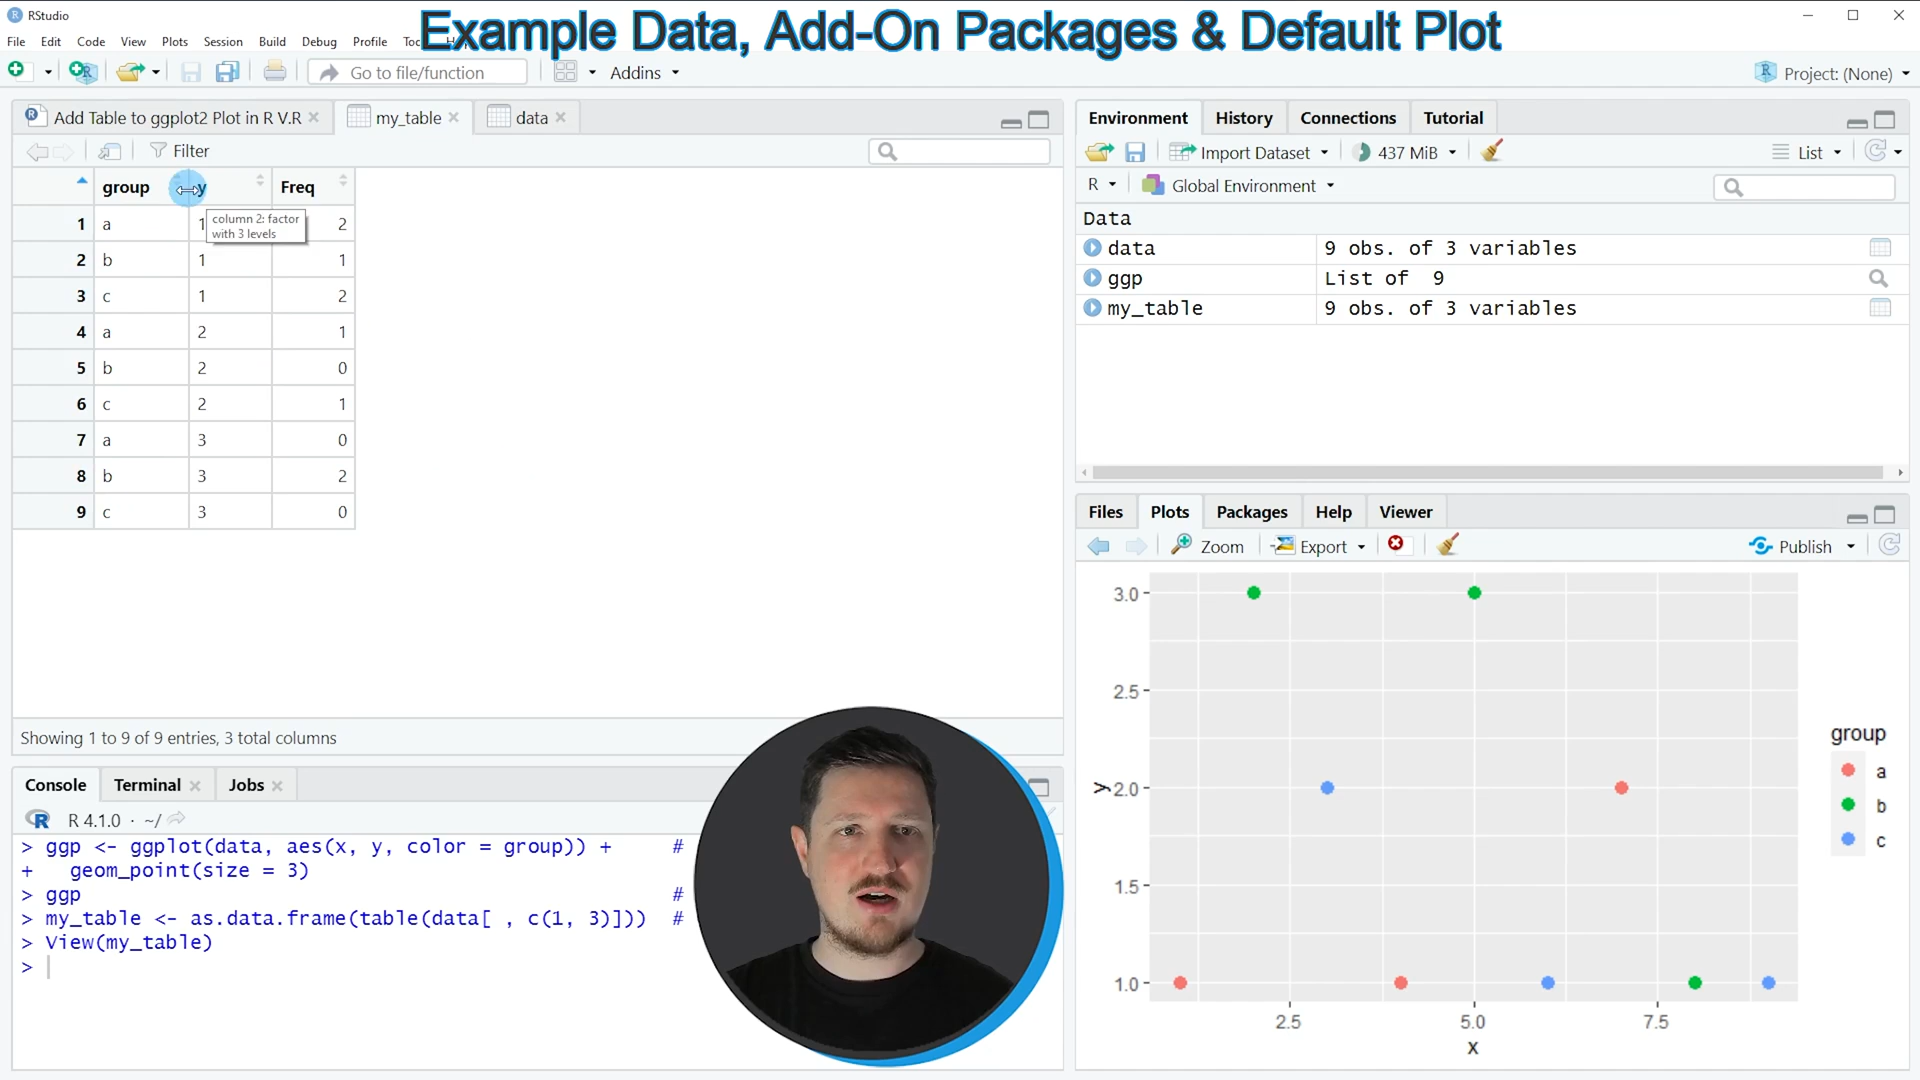 RStudio
Example Data, Add-On Packages & Default Plot
File Edit Code View Plots Session Build Debug Profile
Go to file/function
Addins
Project: (None)
Add Table to ggplot2 Plot in R V.R
my_table
data
Filter
group y Freq
column 2: factor
with 3 levels
1 a 1 2
2 b 1 1
3 c 1 2
4 a 2 1
5 b 2 0
6 c 2 1
7 a 3 0
8 b 3 2
9 c 3 0
Showing 1 to 9 of 9 entries, 3 total columns
Console Terminal Jobs
R 4.1.0 · ~/
> ggp <- ggplot(data, aes(x, y, color = group)) + #
+ geom_point(size = 3)
> ggp #
> my_table <- as.data.frame(table(data[ , c(1, 3)])) #
> View(my_table)
>
Environment History Connections Tutorial
Import Dataset 437 MiB List
R Global Environment
Data
data 9 obs. of 3 variables
ggp List of 9
my_table 9 obs. of 3 variables
Files Plots Packages Help Viewer
Zoom Export Publish
3.0
2.5
2.0
1.5
1.0
y
2.5 5.0 7.5
x
group
a
b
c